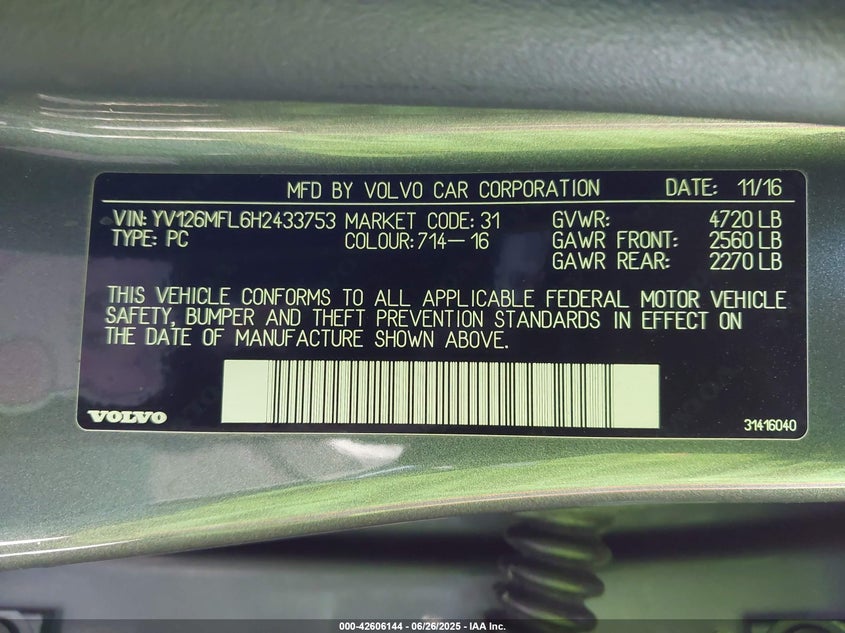 MFD BY VOLVO CAR CORPORATION DATE: 11/16
VIN: YV126MFL6H2433753 MARKET CODE: 31 GVWR: 4720 LB
TYPE: PC COLOUR: 714-16 GAWR FRONT: 2560 LB
GAWR REAR: 2270 LB
THIS VEHICLE CONFORMS TO ALL APPLICABLE FEDERAL MOTOR VEHICLE
SAFETY, BUMPER AND THEFT PREVENTION STANDARDS IN EFFECT ON
THE DATE OF MANUFACTURE SHOWN ABOVE.
VOLVO
31416040
000-42606144 - 06/26/2025 - IAA Inc.